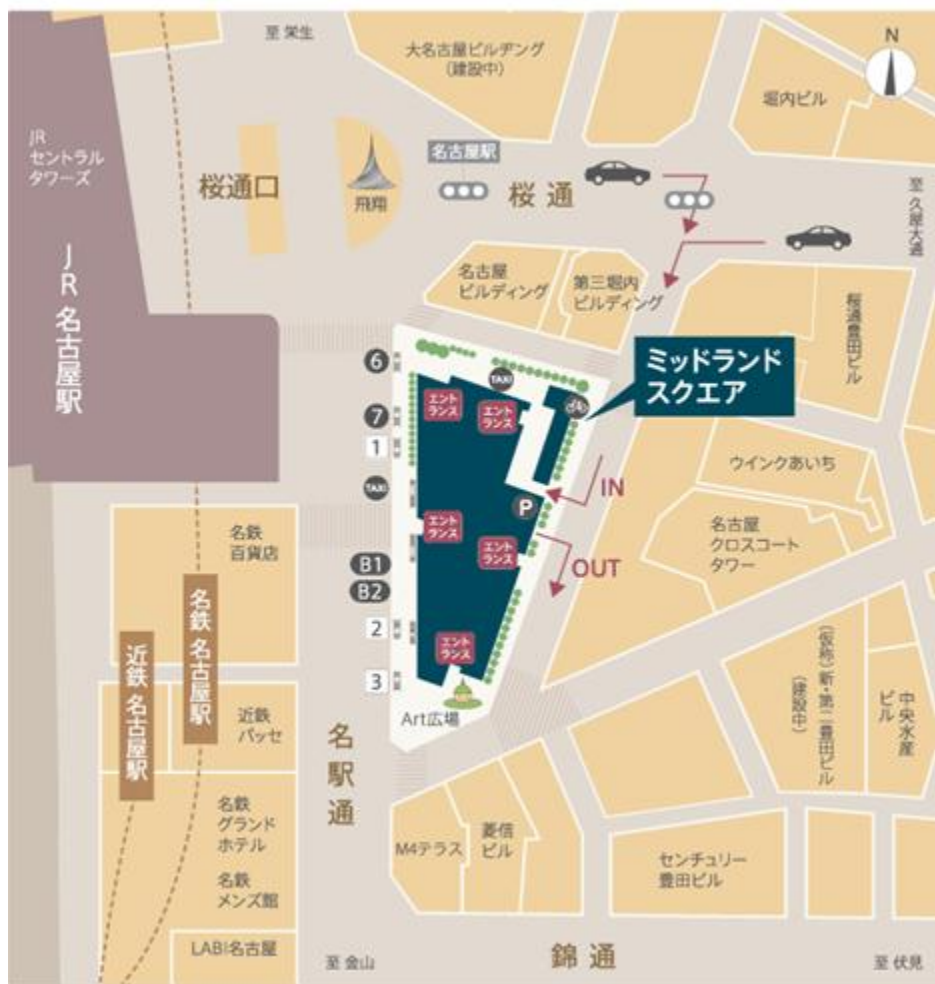 至 栄生
大名古屋ビルヂング
(建設中)
N
堀内ビル
JR
セントラル
タワーズ
名古屋駅
桜通口
飛翔
桜通
至 久屋大通
JR 名古屋駅
名古屋
ビルディング
第三堀内
ビルディング
桜通豊田ビル
ミッドランド
スクエア
6
TAXI
エント
ランス
エント
ランス
7
1
ウインクあいち
IN
TAXI
P
名鉄
百貨店
エント
ランス
エント
ランス
名古屋
クロスコート
タワー
OUT
B1
B2
名鉄 名古屋駅
2
エント
ランス
近鉄 名古屋駅
3
(仮称)新・第二豊田ビル
(建設中)
中央水産
ビル
近鉄
パッセ
Art広場
名駅通
名鉄
グランド
ホテル
M4テラス
菱信
ビル
センチュリー
豊田ビル
名鉄
メンズ館
LABI名古屋
至 金山
錦通
至 伏見